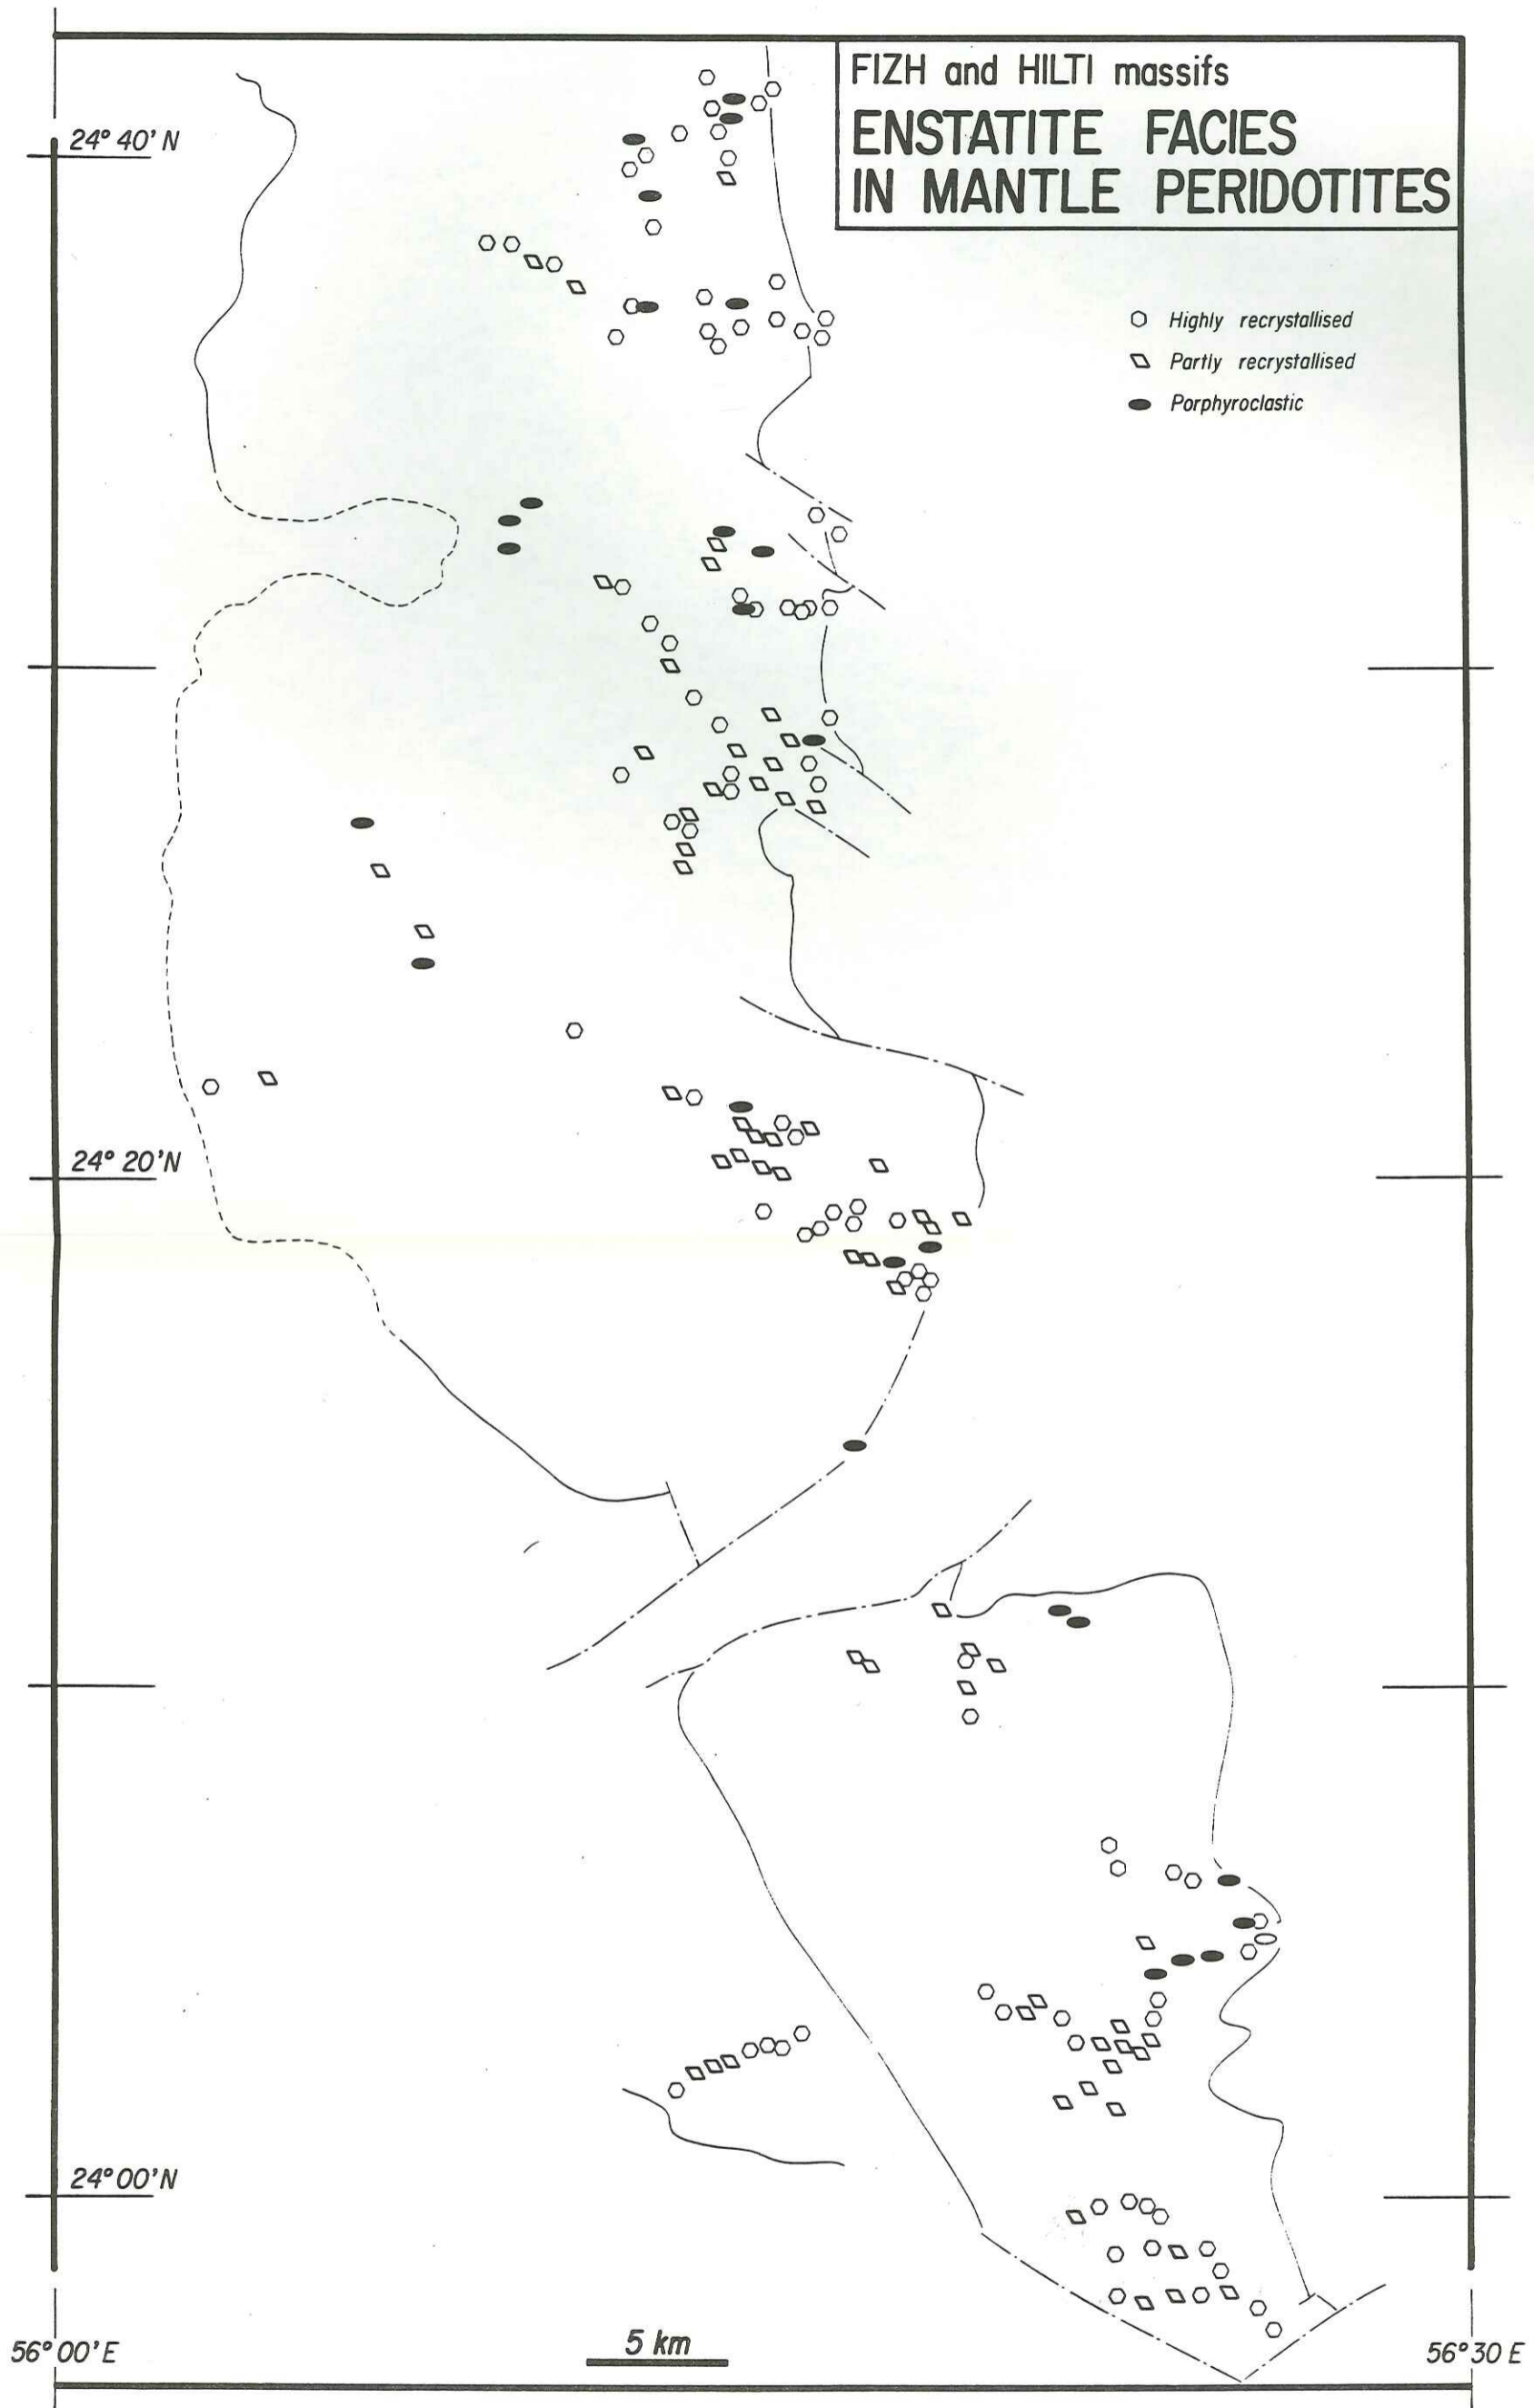 FIZH and HILTI massifs
ENSTATITE FACIES
IN MANTLE PERIDOTITES
24° 40' N
Highly recrystallised
Partly recrystallised
Porphyroclastic
24° 20' N
24° 00' N
56° 00' E
5 km
56° 30 E